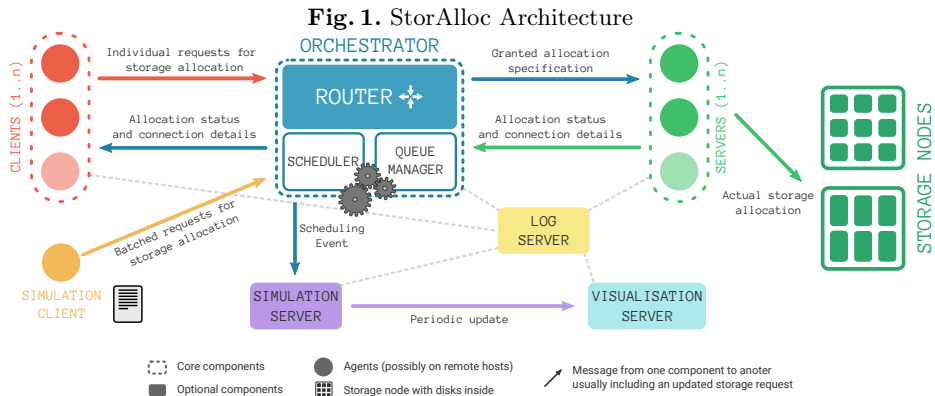 Fig. 1. StorAlloc Architecture
CLIENTS (1..n)
Individual requests for
storage allocation
ORCHESTRATOR
ROUTER
SCHEDULER
QUEUE
MANAGER
Granted allocation
specification
SERVERS (1..n)
Allocation status
and connection details
Allocation status
and connection details
STORAGE NODES
Actual storage
allocation
Batched requests for
storage allocation
Scheduling
Event
LOG
SERVER
SIMULATION
CLIENT
SIMULATION
SERVER
Periodic update
VISUALISATION
SERVER
Core components
Optional components
Agents (possibly on remote hosts)
Storage node with disks inside
Message from one component to anoter
usually including an updated storage request